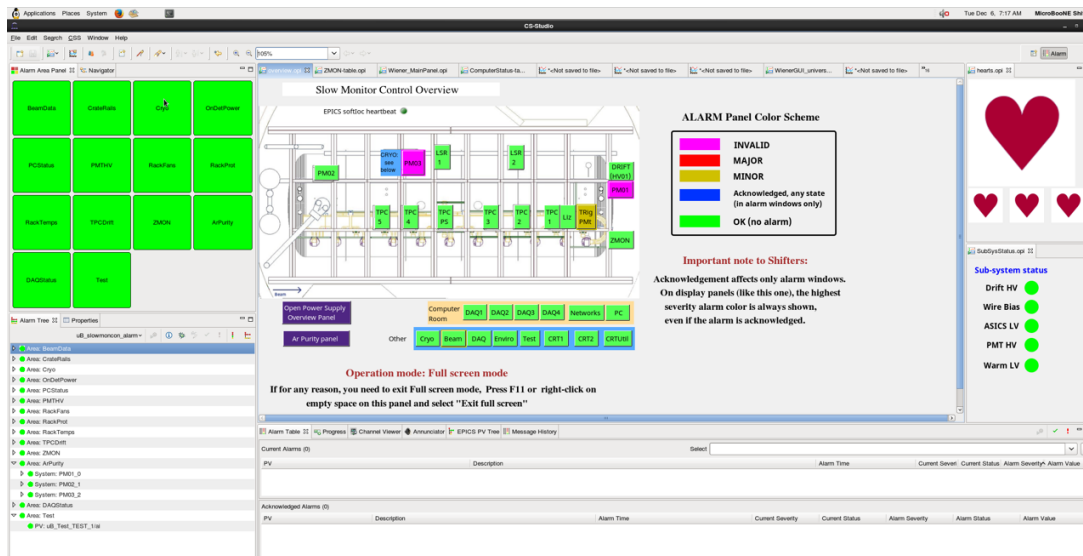 Applications Places System
Tue Dec 6, 7:17 AM MicroBooNE Shi
CS-Studio
File Edit Search CSS Window Help
105%
Alarm
Alarm Area Panel
Navigator
BeamData
CrateRails
Cryo
OnDetPower
PCStatus
PMTHV
RackFans
RackProt
RackTemps
TPCDrift
ZMON
ArPurity
DAQStatus
Test
Alarm Tree
Properties
uB_slowmoncon_alarm
Area: BeamData
Area: CrateRails
Area: Cryo
Area: OnDetPower
Area: PCStatus
Area: PMTHV
Area: RackFans
Area: RackProt
Area: RackTemps
Area: TPCDrift
Area: ZMON
Area: ArPurity
System: PM01_0
System: PM02_1
System: PM03_2
Area: DAQStatus
Area: Test
PV: uB_Test_TEST_1/ai
overview.opi
ZMON-table.opi
Wiener_MainPanel.opi
ComputerStatus-ta...
*<Not saved to file>
*<Not saved to file>
*<Not saved to file>
WienerGUI_univers...
*<Not saved to file>
Slow Monitor Control Overview
EPICS softIoc heartbeat
CRYO:
see
below
PM03
LSR
1
LSR
2
PM02
DRIFT
(HV01)
PM01
TPC
5
TPC
4
TPC
PS
TPC
3
TPC
2
TPC
1
Liz
TRig
PMt
ZMON
Beam
Open Power Supply
Overview Panel
Ar Purity panel
Computer
Room
DAQ1
DAQ2
DAQ3
DAQ4
Networks
PC
Other
Cryo
Beam
DAQ
Enviro
Test
CRT1
CRT2
CRTUtil
Operation mode: Full screen mode
If for any reason, you need to exit Full screen mode, Press F11 or right-click on
empty space on this panel and select "Exit full screen"
ALARM Panel Color Scheme
INVALID
MAJOR
MINOR
Acknowledged, any state
(in alarm windows only)
OK (no alarm)
Important note to Shifters:
Acknowledgement affects only alarm windows.
On display panels (like this one), the highest
severity alarm color is always shown,
even if the alarm is acknowledged.
hearts.opi
SubSysStatus.opi
Sub-system status
Drift HV
Wire Bias
ASICS LV
PMT HV
Warm LV
Alarm Table
Progress
Channel Viewer
Annunciator
EPICS PV Tree
Message History
Current Alarms (0)
Select
PV Description Alarm Time Current Severi Current Status Alarm Severity Alarm Value
Acknowledged Alarms (0)
PV Description Alarm Time Current Severity Current Status Alarm Severity Alarm Status Alarm Value